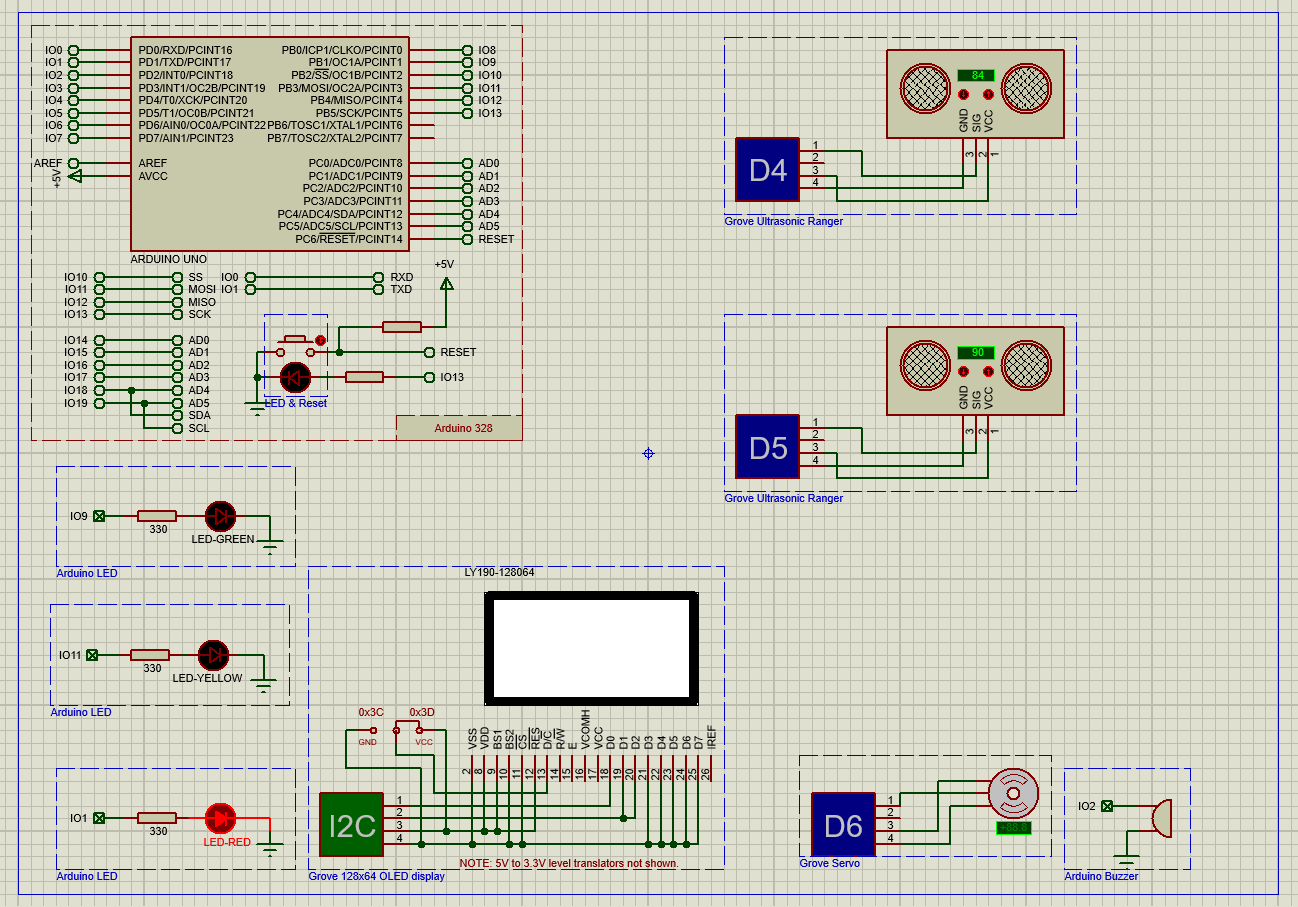 IO0 PD0/RXD/PCINT16 PB0/ICP1/CLKO/PCINT0 IO8
IO1 PD1/TXD/PCINT17 PB1/OC1A/PCINT1 IO9
IO2 PD2/INT0/PCINT18 PB2/SS/OC1B/PCINT2 IO10
IO3 PD3/INT1/OC2B/PCINT19 PB3/MOSI/OC2A/PCINT3 IO11
IO4 PD4/T0/XCK/PCINT20 PB4/MISO/PCINT4 IO12
IO5 PD5/T1/OC0B/PCINT21 PB5/SCK/PCINT5 IO13
IO6 PD6/AIN0/OC0A/PCINT22 PB6/TOSC1/XTAL1/PCINT6
IO7 PD7/AIN1/PCINT23 PB7/TOSC2/XTAL2/PCINT7
AREF AREF PC0/ADC0/PCINT8 AD0
+5V AVCC PC1/ADC1/PCINT9 AD1
PC2/ADC2/PCINT10 AD2
PC3/ADC3/PCINT11 AD3
PC4/ADC4/SDA/PCINT12 AD4
PC5/ADC5/SCL/PCINT13 AD5
PC6/RESET/PCINT14 RESET
ARDUINO UNO
IO10 SS IO0 RXD
IO11 MOSI IO1 TXD
IO12 MISO
IO13 SCK
+5V
IO14 AD0
IO15 AD1
IO16 AD2
IO17 AD3
IO18 AD4
IO19 AD5
SDA
SCL
RESET
IO13
LED & Reset
Arduino 328
84
GND SIG VCC
3 2 1
D4
1
2
3
4
Grove Ultrasonic Ranger
90
GND SIG VCC
3 2 1
D5
1
2
3
4
Grove Ultrasonic Ranger
IO9
330
LED-GREEN
Arduino LED
IO11
330
LED-YELLOW
Arduino LED
IO1
330
LED-RED
Arduino LED
LY190-128064
0x3C 0x3D
GND VCC
VSS VDD BS1 BS2 CS RES D/C R/W E VCOMH VCC D0 D1 D2 D3 D4 D5 D6 D7 IREF
2 8 9 10 11 12 13 14 15 16 17 18 19 20 21 22 23 24 25 26
I2C
1
2
3
4
NOTE: 5V to 3.3V level translators not shown.
Grove 128x64 OLED display
D6
1
2
3
4
Grove Servo
IO2
Arduino Buzzer